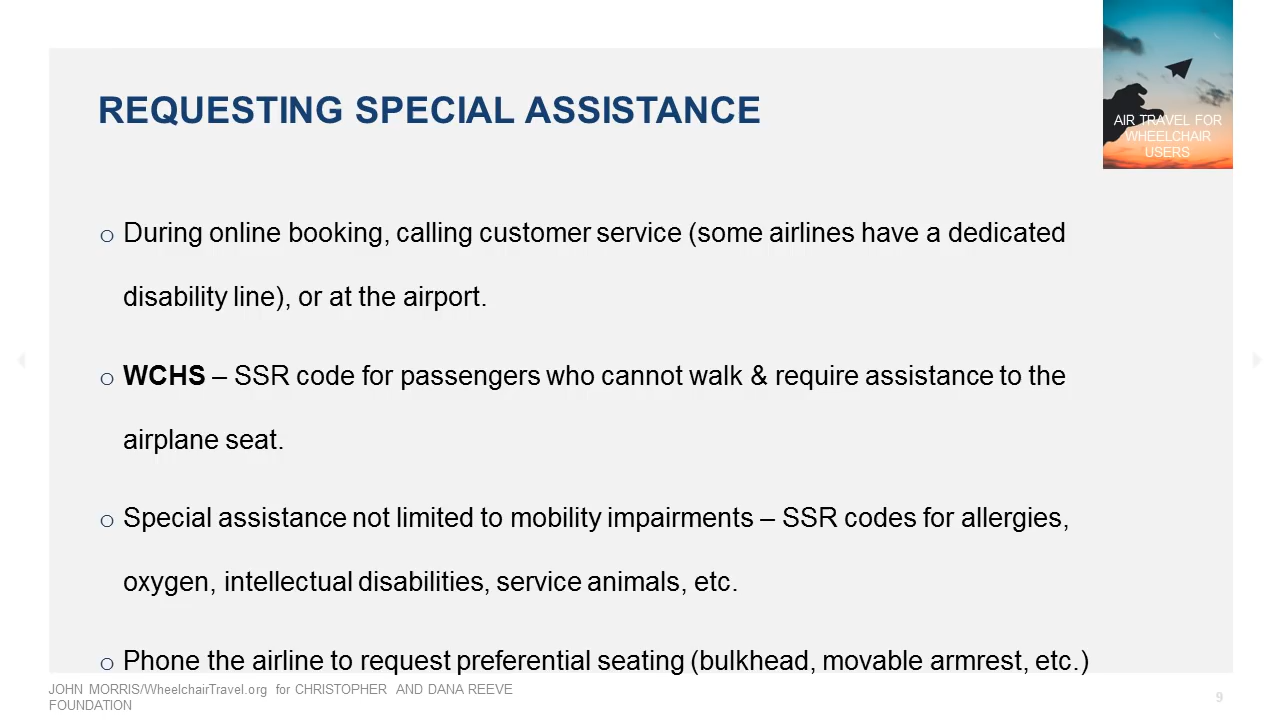 REQUESTING SPECIAL ASSISTANCE
AIR TRAVEL FOR
WHEELCHAIR
USERS
o During online booking, calling customer service (some airlines have a dedicated
disability line), or at the airport.
o WCHS – SSR code for passengers who cannot walk & require assistance to the
airplane seat.
o Special assistance not limited to mobility impairments – SSR codes for allergies,
oxygen, intellectual disabilities, service animals, etc.
o Phone the airline to request preferential seating (bulkhead, movable armrest, etc.)
JOHN MORRIS/WheelchairTravel.org for CHRISTOPHER AND DANA REEVE
FOUNDATION
9